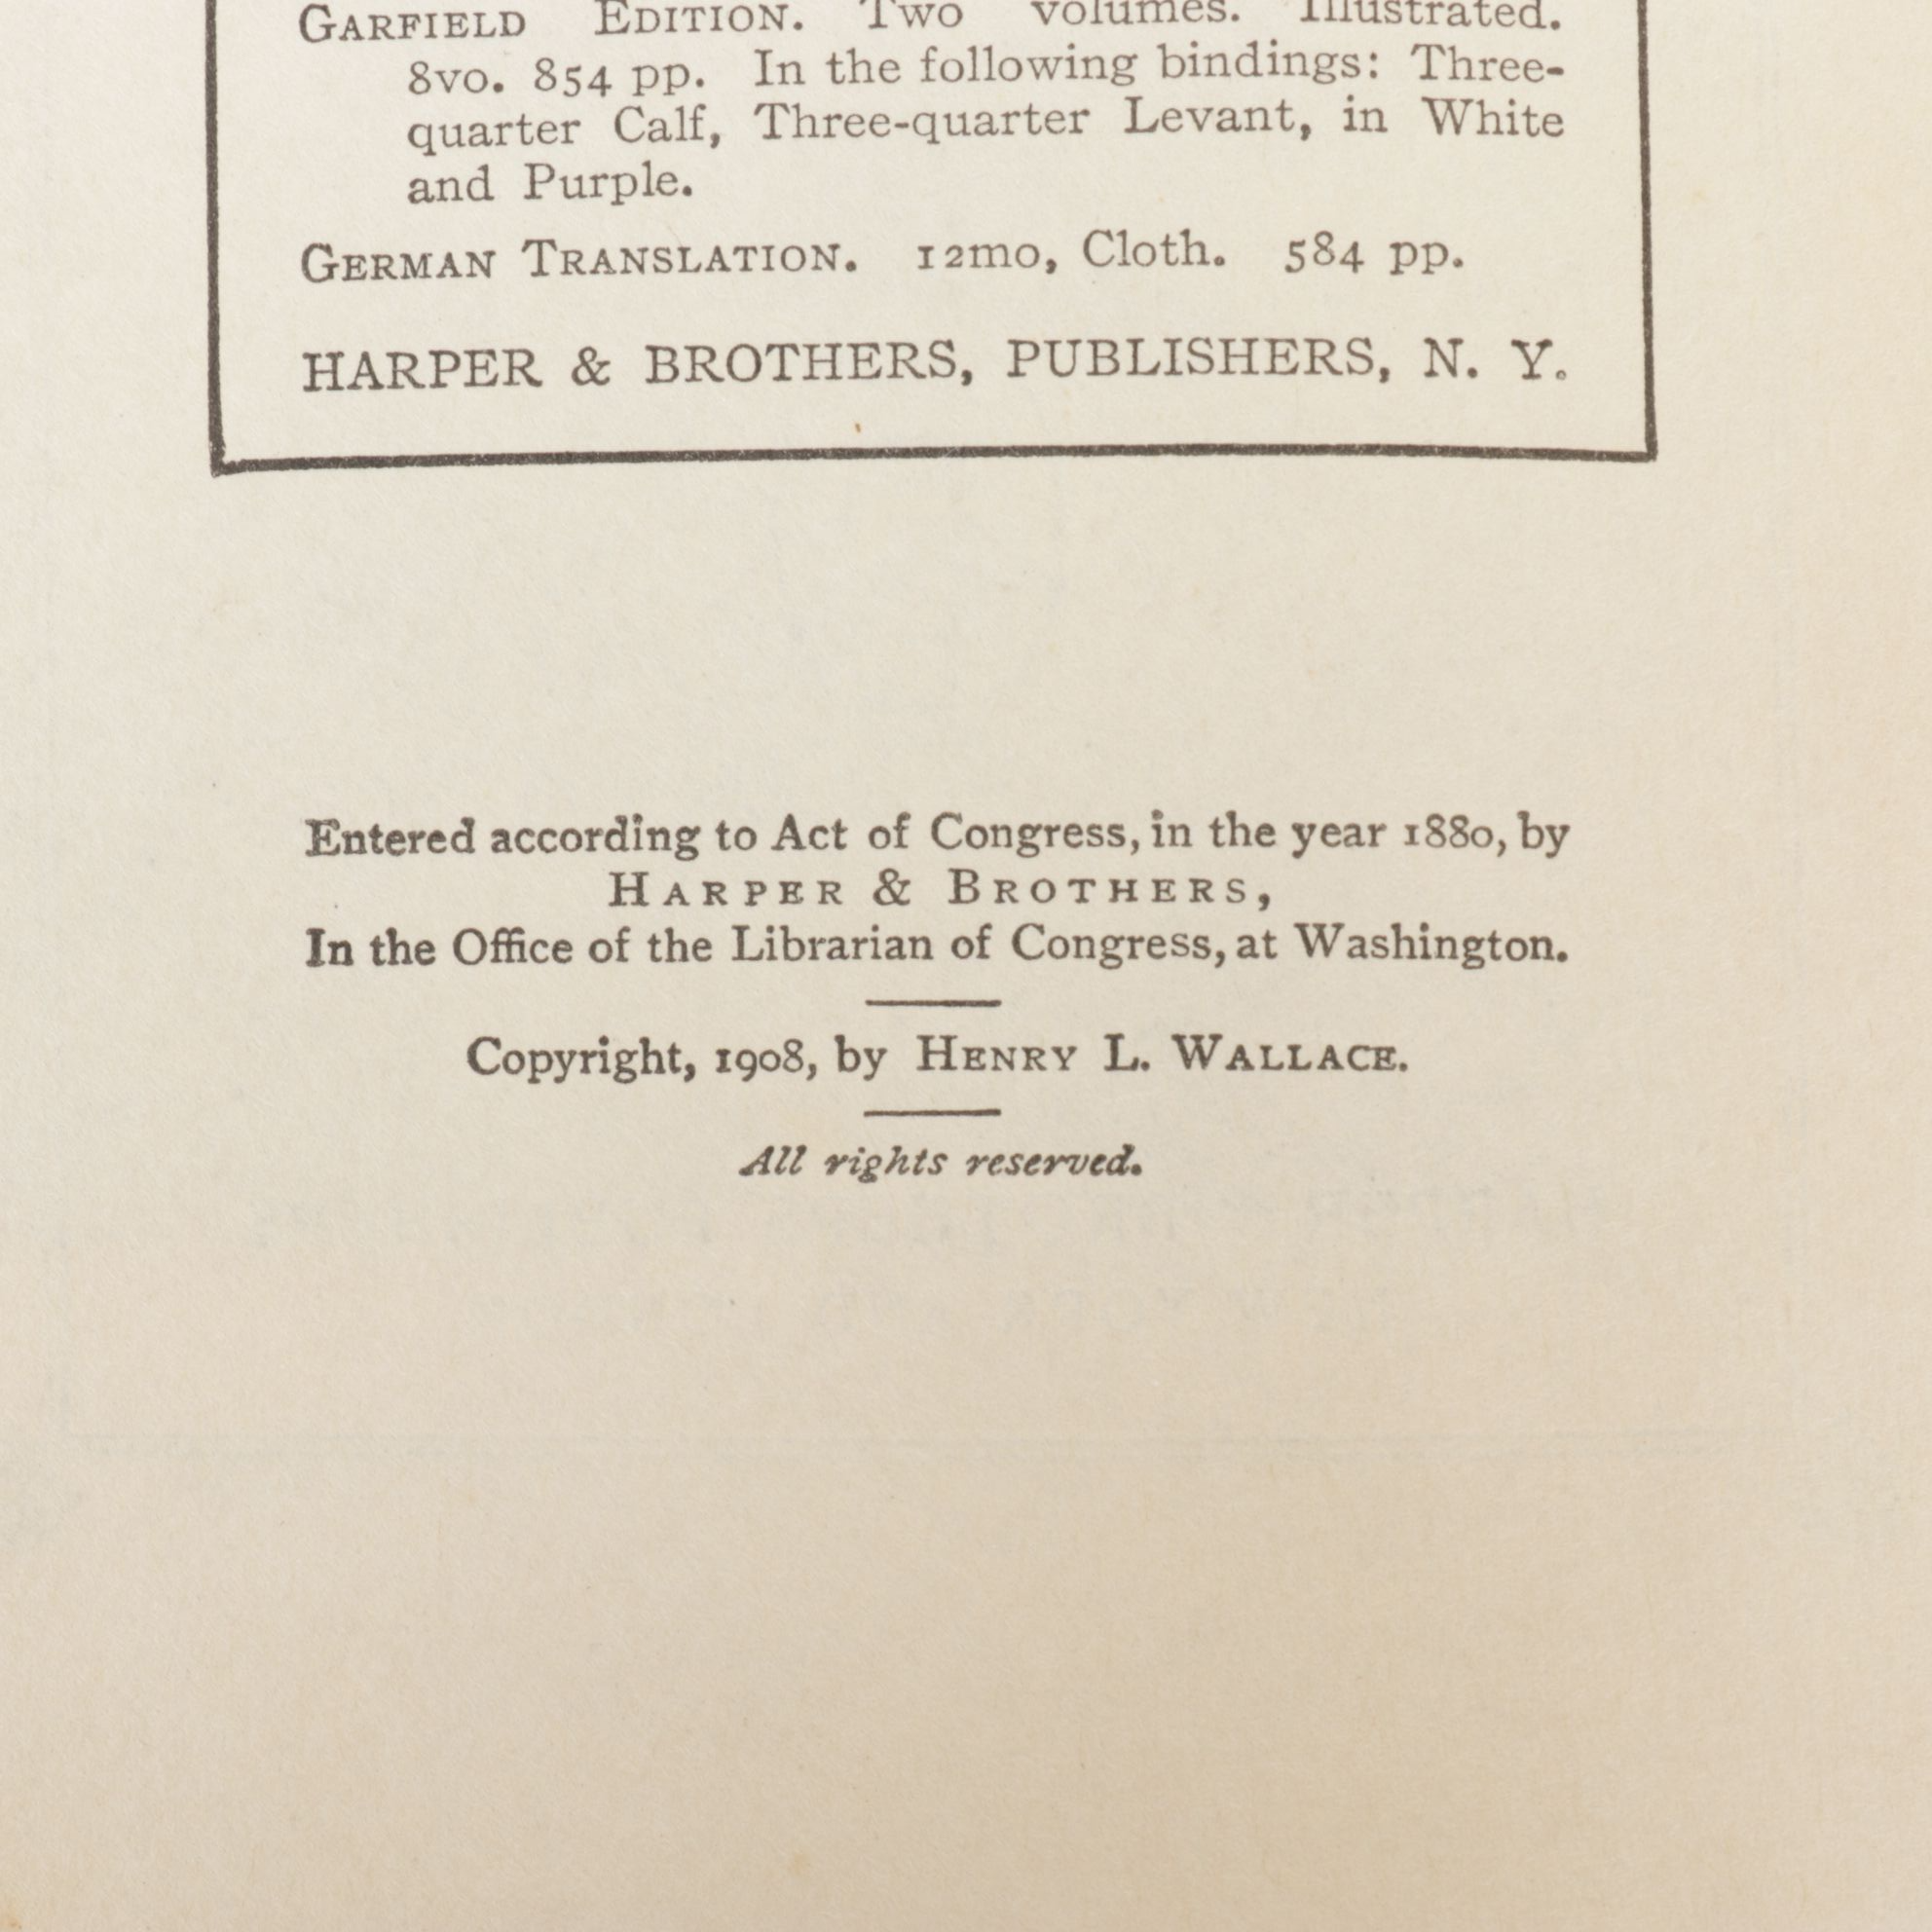 GARFIELD EDITION. Two volumes. Illustrated.
8vo. 854 pp. In the following bindings: Three-
quarter Calf, Three-quarter Levant, in White
and Purple.
GERMAN TRANSLATION. 12mo, Cloth. 584 pp.
HARPER & BROTHERS, PUBLISHERS, N. Y.
Entered according to Act of Congress, in the year 1880, by
HARPER & BROTHERS,
In the Office of the Librarian of Congress, at Washington.
Copyright, 1908, by HENRY L. WALLACE.
All rights reserved.